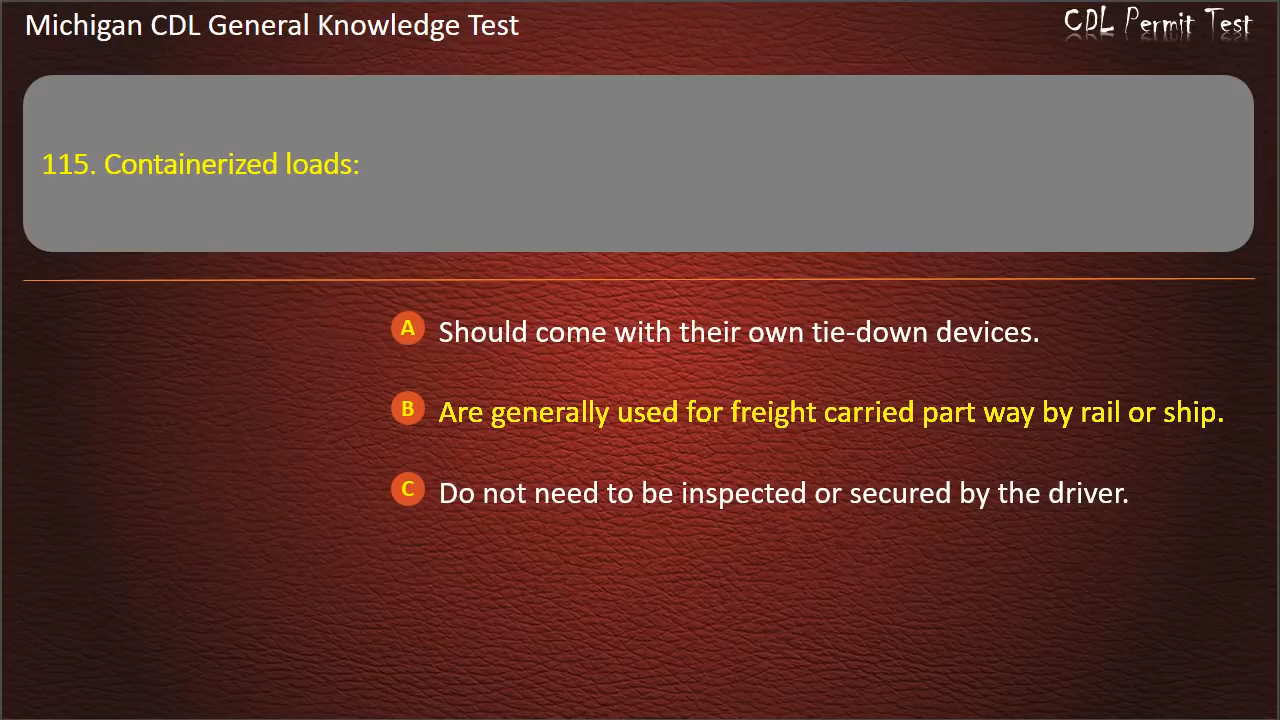 Michigan CDL General Knowledge Test
CDL Permit Test
115. Containerized loads:
A Should come with their own tie-down devices.
B Are generally used for freight carried part way by rail or ship.
C Do not need to be inspected or secured by the driver.